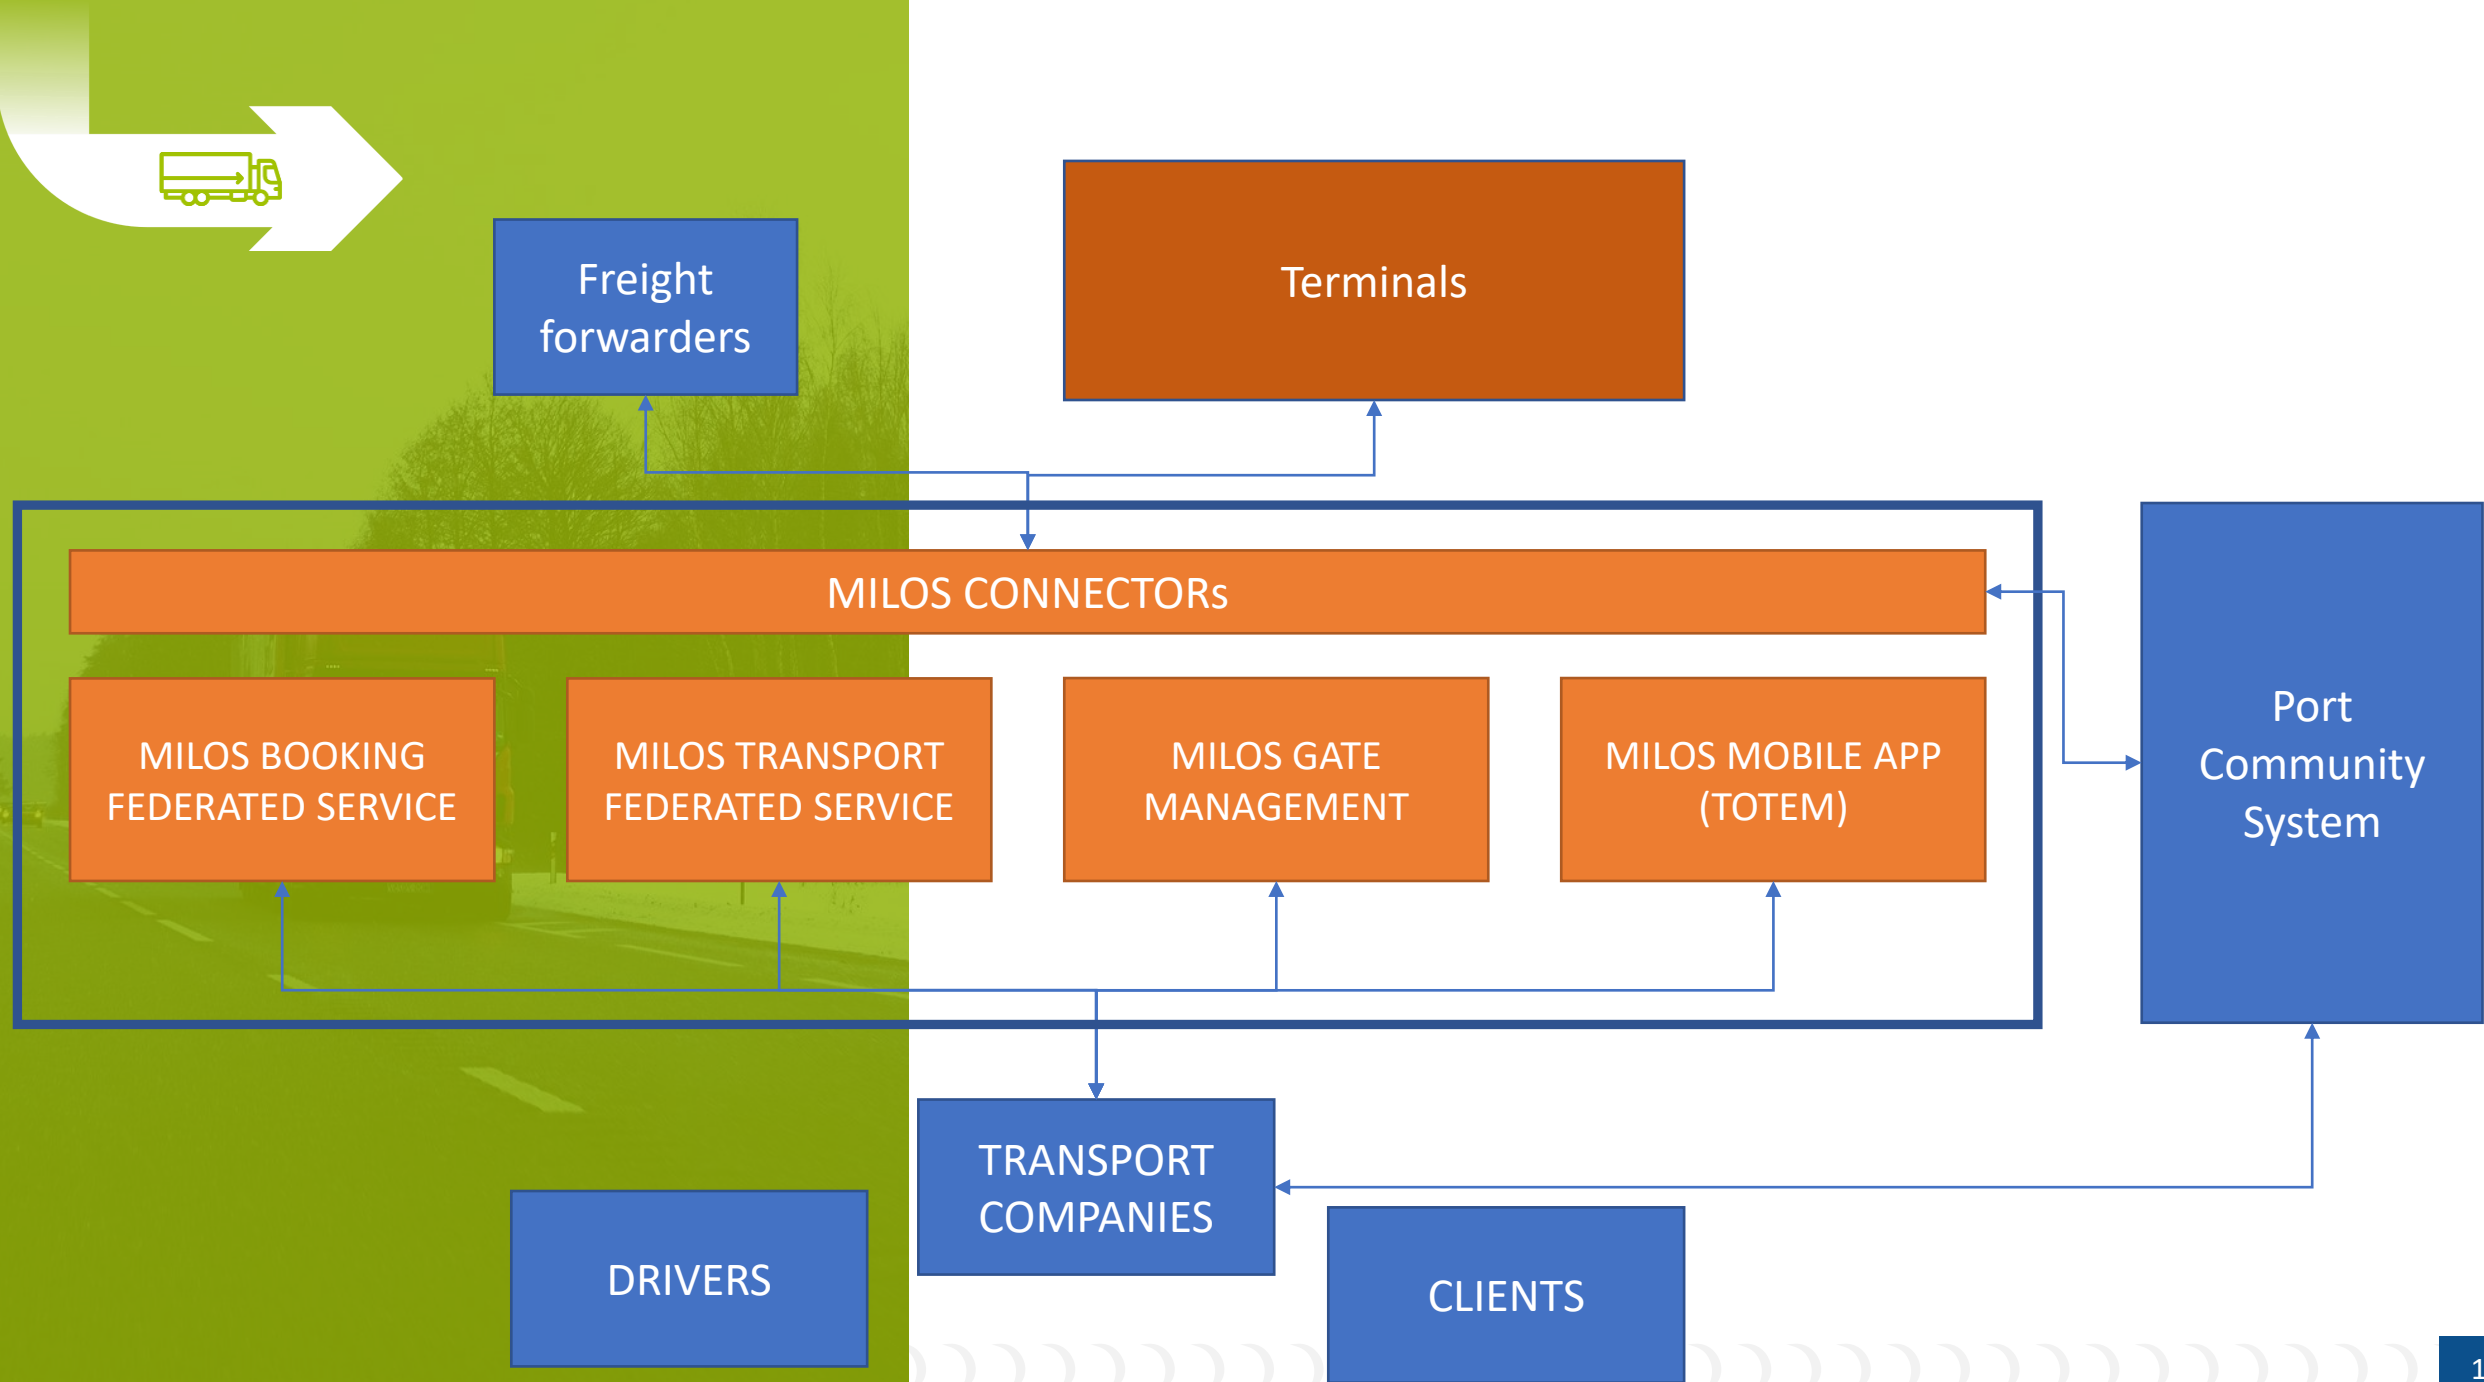 Freight
forwarders
Terminals
MILOS CONNECTORs
MILOS BOOKING
FEDERATED SERVICE
MILOS TRANSPORT
FEDERATED SERVICE
MILOS GATE
MANAGEMENT
MILOS MOBILE APP
(TOTEM)
Port
Community
System
TRANSPORT
COMPANIES
DRIVERS
CLIENTS
1